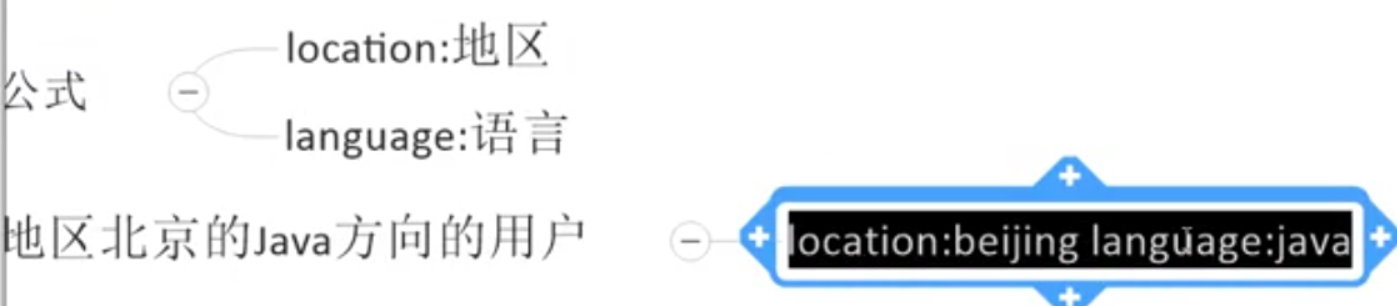 location:地区
公式
language:语言
地区北京的Java方向的用户
location:beijing language:java